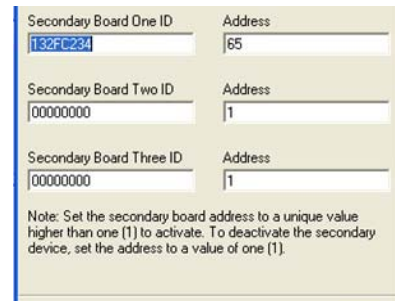 Secondary Board One ID Address
132FC234 65
Secondary Board Two ID Address
00000000 1
Secondary Board Three ID Address
00000000 1
Note: Set the secondary board address to a unique value
higher than one (1) to activate. To deactivate the secondary
device, set the address to a value of one (1).